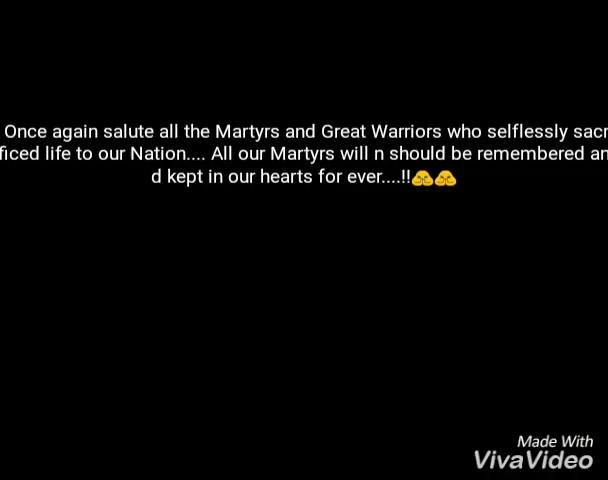 Once again salute all the Martyrs and Great Warriors who selflessly sacr
ficed life to our Nation.... All our Martyrs will n should be remembered an
d kept in our hearts for ever....!!🙏🙏
Made With
VivaVideo